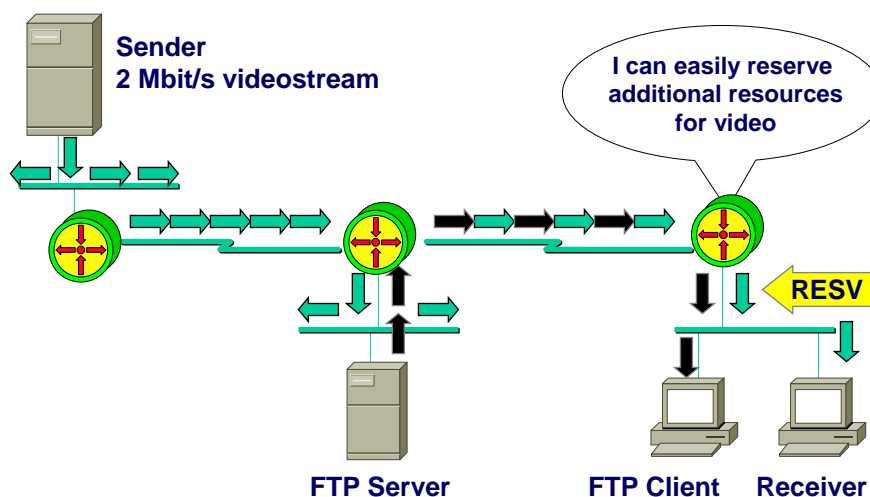 Sender
2 Mbit/s videostream
I can easily reserve
additional resources
for video
RESV
FTP Server
FTP Client
Receiver